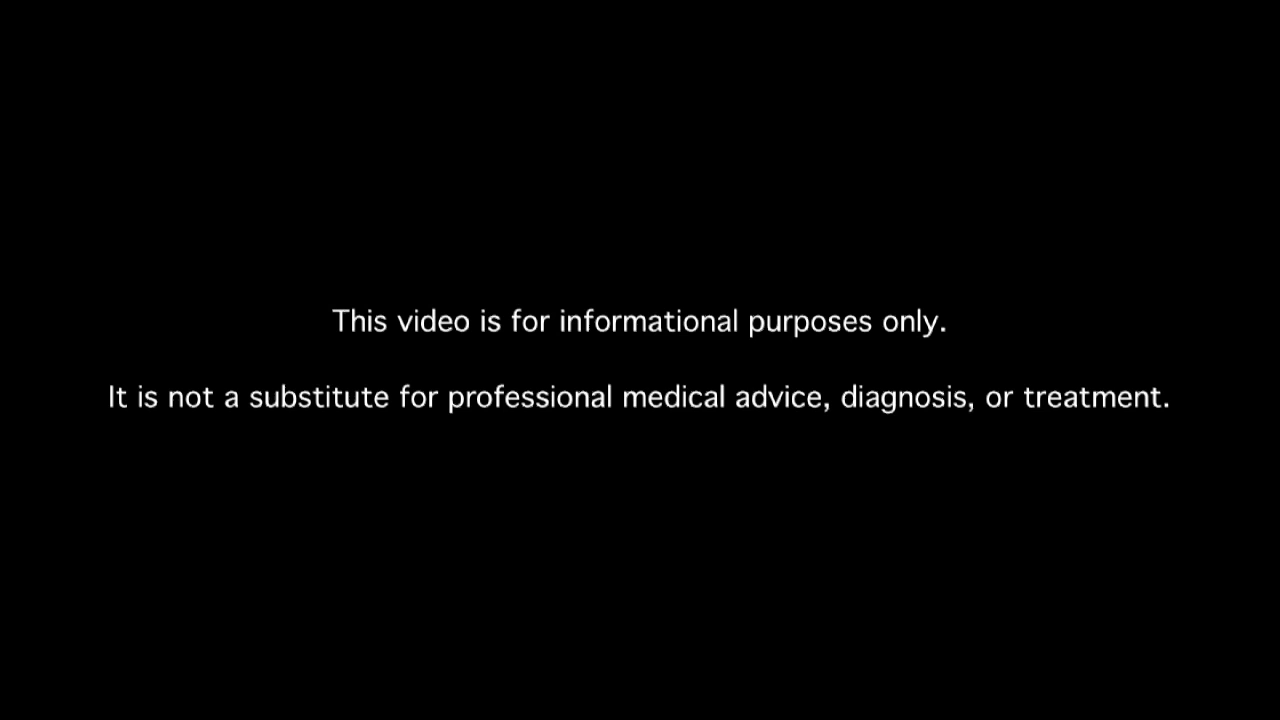 This video is for informational purposes only.
It is not a substitute for professional medical advice, diagnosis, or treatment.